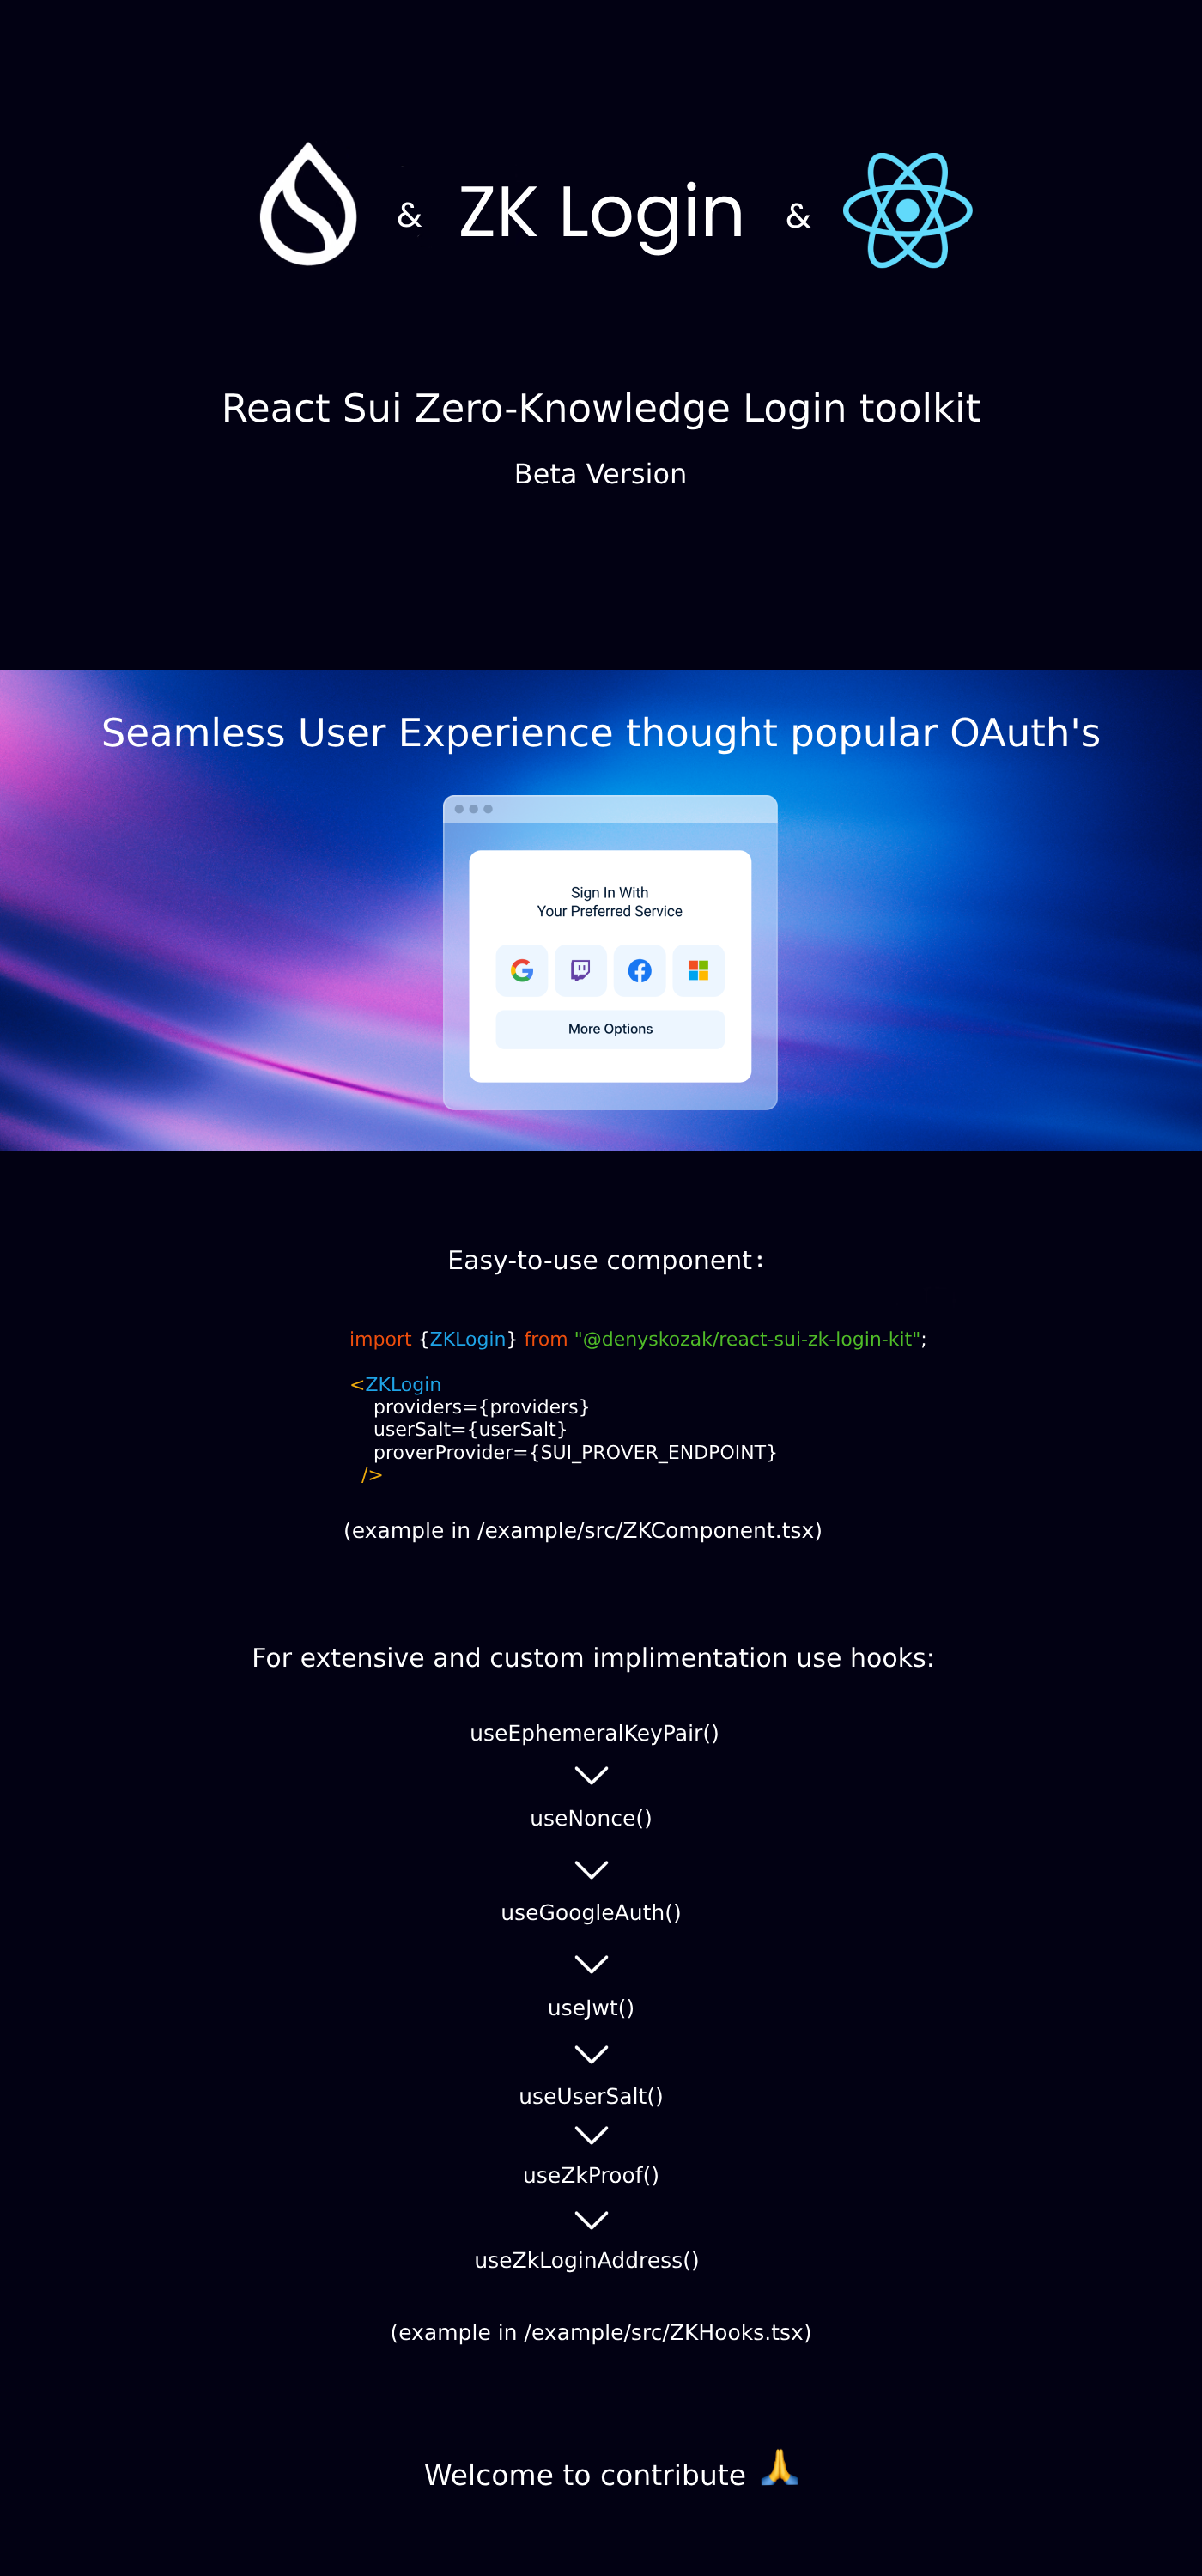 & ZK Login &
React Sui Zero-Knowledge Login toolkit
Beta Version
Seamless User Experience thought popular OAuth's
Sign In With
Your Preferred Service
More Options
Easy-to-use component:
import {ZKLogin} from "@denyskozak/react-sui-zk-login-kit";
<ZKLogin
providers={providers}
userSalt={userSalt}
proverProvider={SUI_PROVER_ENDPOINT}
/>
(example in /example/src/ZKComponent.tsx)
For extensive and custom implimentation use hooks:
useEphemeralKeyPair()
useNonce()
useGoogleAuth()
useJwt()
useUserSalt()
useZkProof()
useZkLoginAddress()
(example in /example/src/ZKHooks.tsx)
Welcome to contribute 🙏